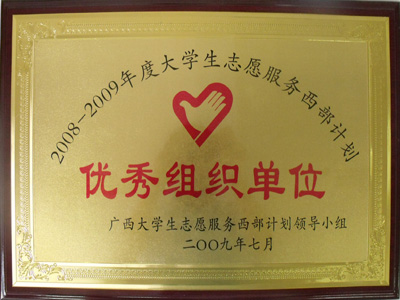 2008-2009年度大学生志愿服务西部计划
优秀组织单位
广西大学生志愿服务西部计划领导小组
二〇〇九年七月